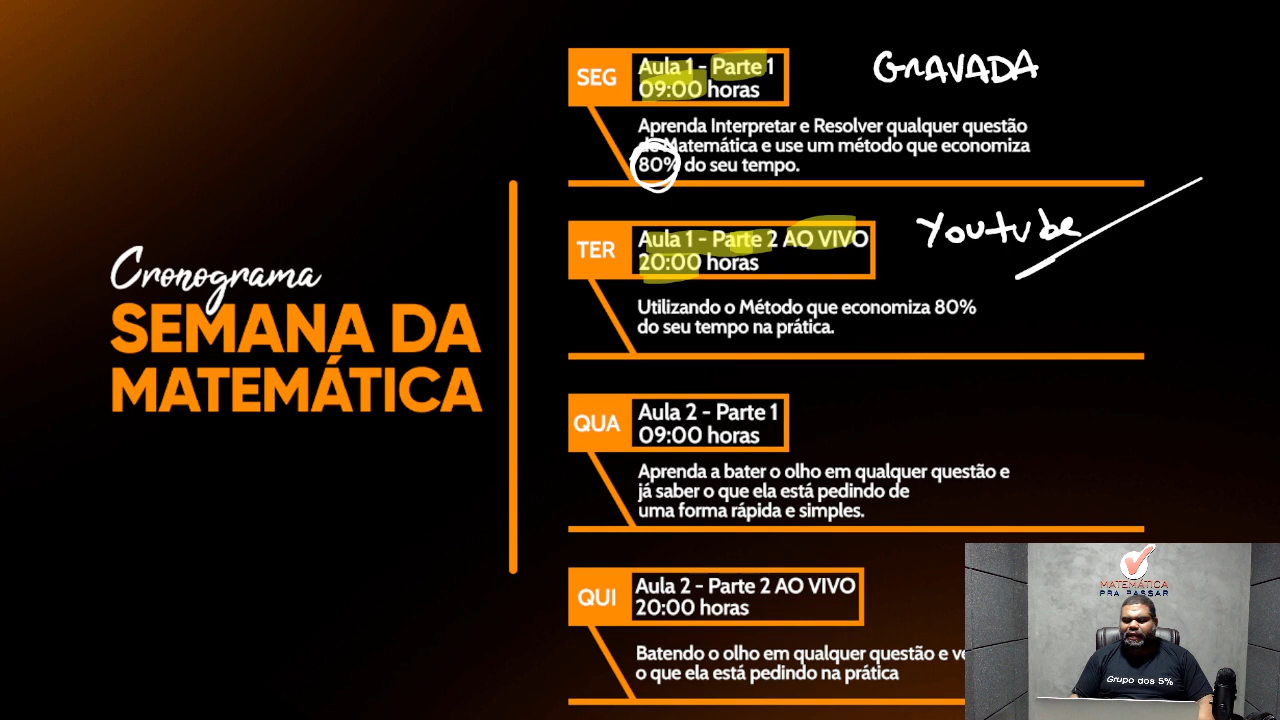 Cronograma
SEMANA DA
MATEMÁTICA
SEG
Aula 1 - Parte 1
09:00 horas
GRAVADA
Aprenda Interpretar e Resolver qualquer questão
de Matemática e use um método que economiza
80% do seu tempo.
TER
Aula 1 - Parte 2 AO VIVO
20:00 horas
Youtube
Utilizando o Método que economiza 80%
do seu tempo na prática.
QUA
Aula 2 - Parte 1
09:00 horas
Aprenda a bater o olho em qualquer questão e
já saber o que ela está pedindo de
uma forma rápida e simples.
QUI
Aula 2 - Parte 2 AO VIVO
20:00 horas
Batendo o olho em qualquer questão e
o que ela está pedindo na prática
MATEMÁTICA
PRA PASSAR
Grupo dos 5%